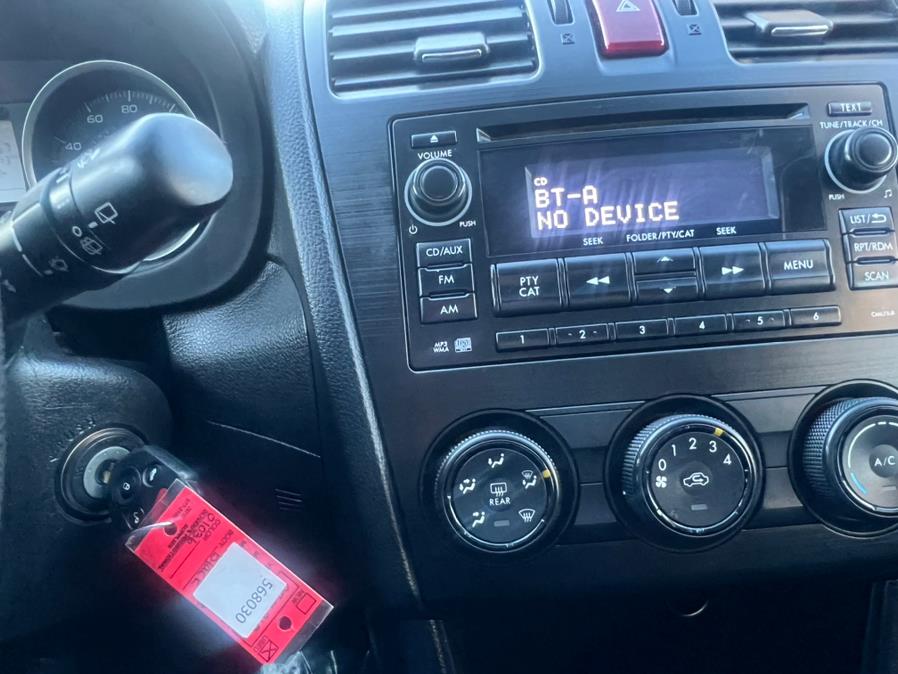 40
60
80
VOLUME
PUSH
CD/AUX
FM
AM
MP3
WMA
CD
BT-A
NO DEVICE
SEEK
FOLDER/PTY/CAT
SEEK
PTY
CAT
MENU
1
2
3
4
5
6
TEXT
TUNE/TRACK/CH
PUSH
LIST/
RPT/RDM
SCAN
REAR
0
1
2
3
4
A/C
568030